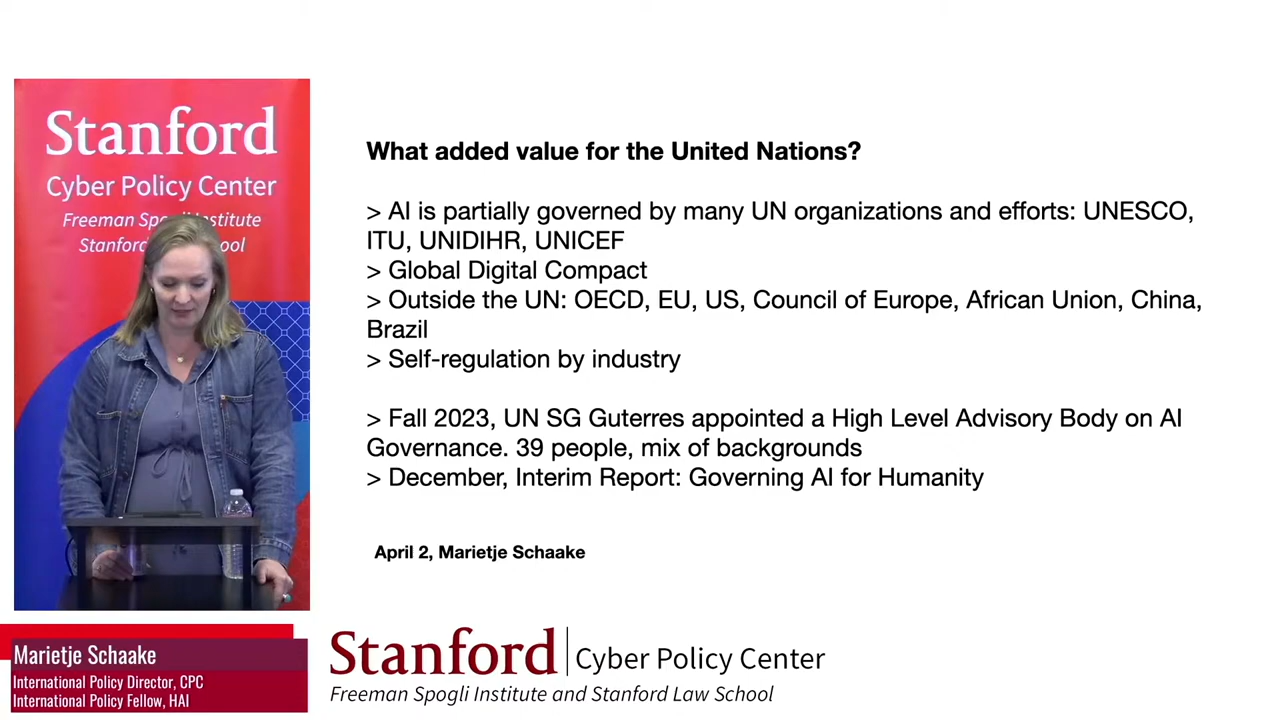 Stanford
Cyber Policy Center
Freeman Spogli Institute
Stanford School
What added value for the United Nations?
> AI is partially governed by many UN organizations and efforts: UNESCO,
ITU, UNIDIHR, UNICEF
> Global Digital Compact
> Outside the UN: OECD, EU, US, Council of Europe, African Union, China,
Brazil
> Self-regulation by industry
> Fall 2023, UN SG Guterres appointed a High Level Advisory Body on AI
Governance. 39 people, mix of backgrounds
> December, Interim Report: Governing AI for Humanity
April 2, Marietje Schaake
Marietje Schaake
International Policy Director, CPC
International Policy Fellow, HAI
Stanford | Cyber Policy Center
Freeman Spogli Institute and Stanford Law School